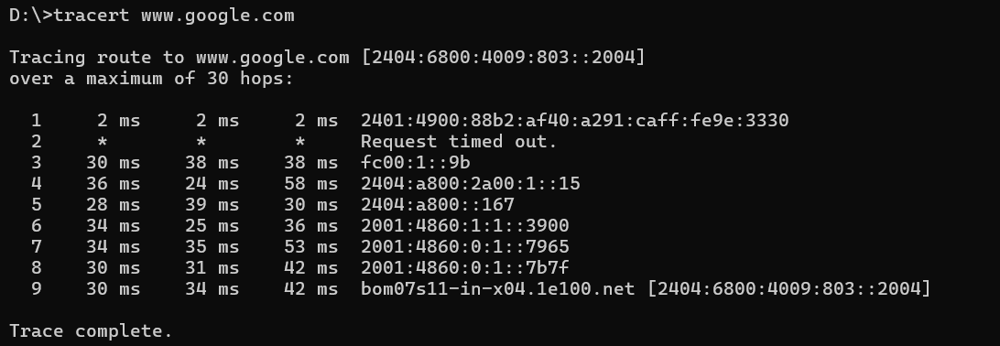 D:\>tracert www.google.com
Tracing route to www.google.com [2404:6800:4009:803::2004]
over a maximum of 30 hops:
1 2 ms 2 ms 2 ms 2401:4900:88b2:af40:a291:caff:fe9e:3330
2 * * * Request timed out.
3 30 ms 38 ms 38 ms fc00:1::9b
4 36 ms 24 ms 58 ms 2404:a800:2a00:1::15
5 28 ms 39 ms 30 ms 2404:a800::167
6 34 ms 25 ms 36 ms 2001:4860:1:1::3900
7 34 ms 35 ms 53 ms 2001:4860:0:1::7965
8 30 ms 31 ms 42 ms 2001:4860:0:1::7b7f
9 30 ms 34 ms 42 ms bom07s11-in-x04.1e100.net [2404:6800:4009:803::2004]
Trace complete.